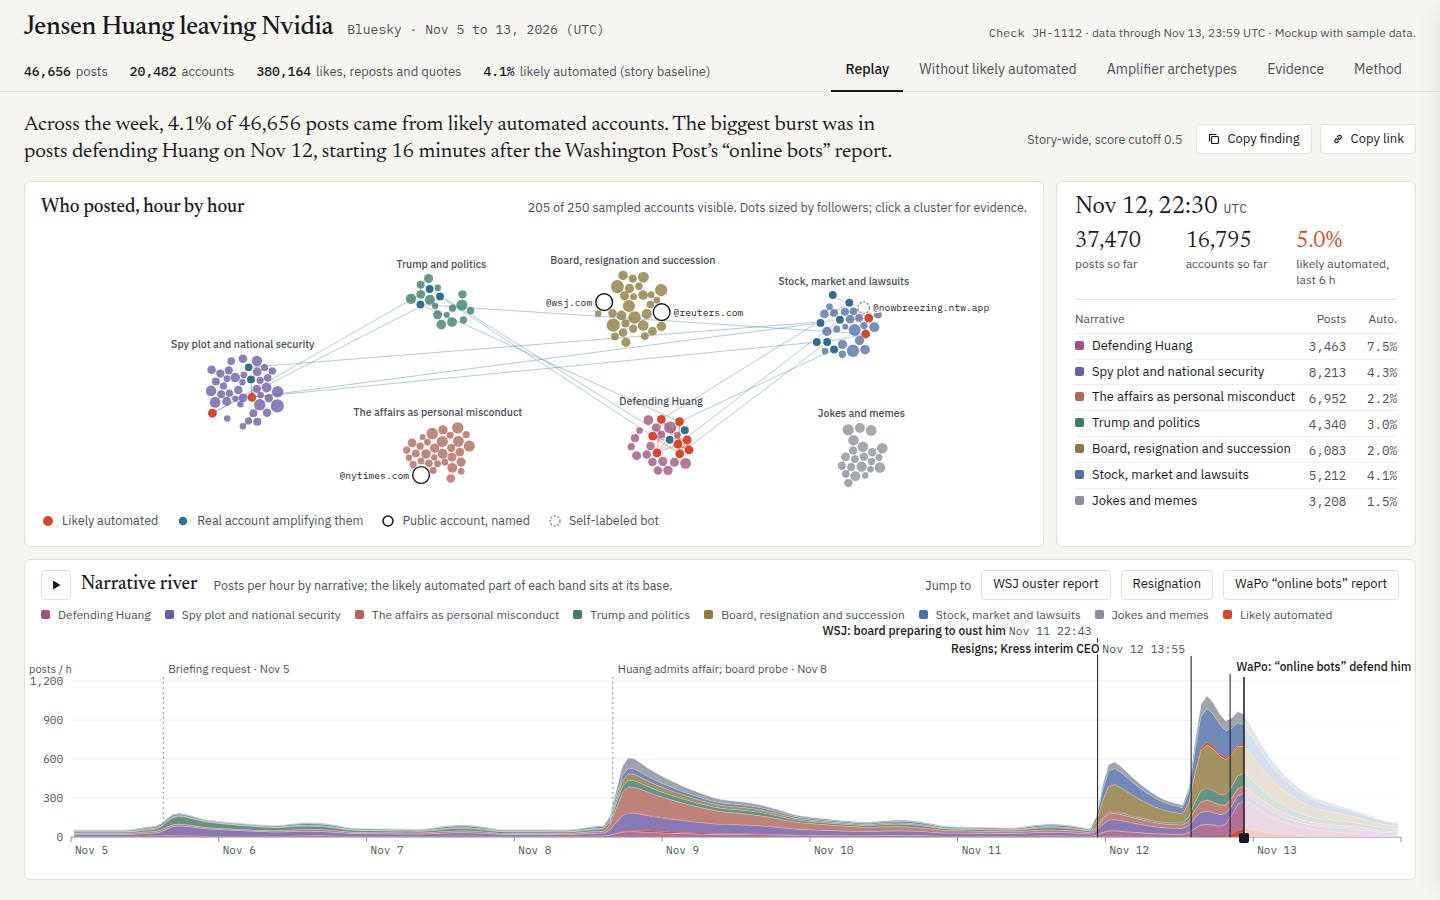 Jensen Huang leaving Nvidia Bluesky · Nov 5 to 13, 2026 (UTC)
Check JH-1112 · data through Nov 13, 23:59 UTC · Mockup with sample data.
46,656 posts 20,482 accounts 380,164 likes, reposts and quotes 4.1% likely automated (story baseline)
Replay Without likely automated Amplifier archetypes Evidence Method
Across the week, 4.1% of 46,656 posts came from likely automated accounts. The biggest burst was in
posts defending Huang on Nov 12, starting 16 minutes after the Washington Post’s “online bots” report.
Story-wide, score cutoff 0.5 Copy finding Copy link
Who posted, hour by hour 205 of 250 sampled accounts visible. Dots sized by followers; click a cluster for evidence.
Board, resignation and succession
Trump and politics
Stock, market and lawsuits
@wsj.com
@reuters.com
@nowbreezing.ntw.app
Spy plot and national security
Defending Huang
The affairs as personal misconduct
Jokes and memes
@nytimes.com
Likely automated Real account amplifying them Public account, named Self-labeled bot
Nov 12, 22:30 UTC
37,470 16,795 5.0%
posts so far accounts so far likely automated,
last 6 h
Narrative Posts Auto.
Defending Huang 3,463 7.5%
Spy plot and national security 8,213 4.3%
The affairs as personal misconduct 6,952 2.2%
Trump and politics 4,340 3.0%
Board, resignation and succession 6,083 2.0%
Stock, market and lawsuits 5,212 4.1%
Jokes and memes 3,208 1.5%
Narrative river Posts per hour by narrative; the likely automated part of each band sits at its base.
Jump to WSJ ouster report Resignation WaPo “online bots” report
Defending Huang Spy plot and national security The affairs as personal misconduct Trump and politics Board, resignation and succession Stock, market and lawsuits Jokes and memes Likely automated
WSJ: board preparing to oust him Nov 11 22:43
Resigns; Kress interim CEO Nov 12 13:55
WaPo: “online bots” defend him
posts / h
Briefing request · Nov 5
Huang admits affair; board probe · Nov 8
1,200
900
600
300
0
Nov 5 Nov 6 Nov 7 Nov 8 Nov 9 Nov 10 Nov 11 Nov 12 Nov 13